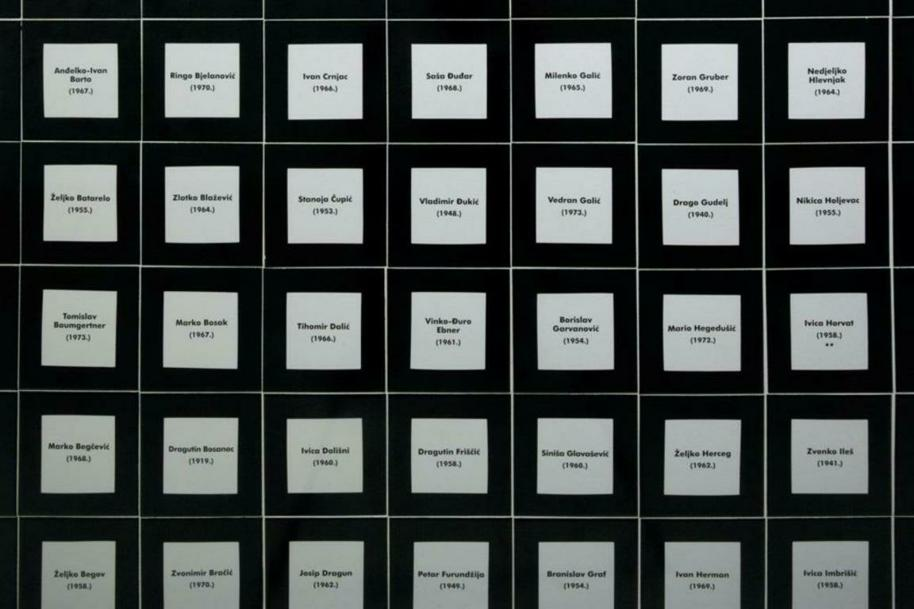 Anđelko-Ivan
Barta
(1967.)
Ringo Bjelanović
(1970.)
Ivan Crnjac
(1966.)
Saša Đuđar
(1968.)
Milenko Galić
(1965.)
Zoran Gruber
(1969.)
Nedjeljko
Hlevnjak
(1964.)
Željko Batarelo
(1955.)
Zlatko Blažević
(1964.)
Stanoja Čupić
(1953.)
Vladimir Đukić
(1948.)
Vedran Galić
(1973.)
Drago Gudelj
(1940.)
Nikica Holjevac
(1955.)
Tomislav
Baumgertner
(1973.)
Marko Bosak
(1967.)
Tihomir Dalić
(1966.)
Vinko-Đuro
Ebner
(1961.)
Borislav
Garvanović
(1954.)
Mario Hegedušić
(1972.)
Ivica Horvat
(1958.)
**
Marko Begčević
(1968.)
Dragutin Bosanac
(1919.)
Ivica Dališni
(1960.)
Dragutin Friščić
(1958.)
Siniša Glavašević
(1960.)
Željko Herceg
(1962.)
Zvonko Ileš
(1941.)
Željko Begov
(1958.)
Zvonimir Bračić
(1970.)
Josip Dragun
(1962.)
Petar Furundžija
(1949.)
Branislav Graf
(1954.)
Ivan Herman
(1969.)
Ivica Imbrišić
(1958.)